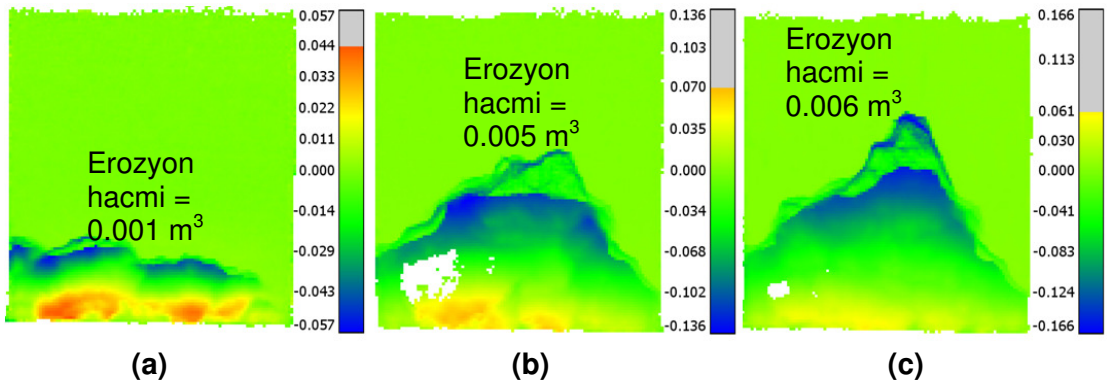 0.057
0.044
0.033
0.022
0.011
0.000
-0.014
-0.029
-0.043
-0.057
Erozyon
hacmi =
0.001 m³
(a)
0.136
0.103
0.070
0.035
0.000
-0.034
-0.068
-0.102
-0.136
Erozyon
hacmi =
0.005 m³
(b)
0.166
0.113
0.061
0.041
0.020
0.000
-0.041
-0.083
-0.124
-0.166
Erozyon
hacmi =
0.006 m³
(c)